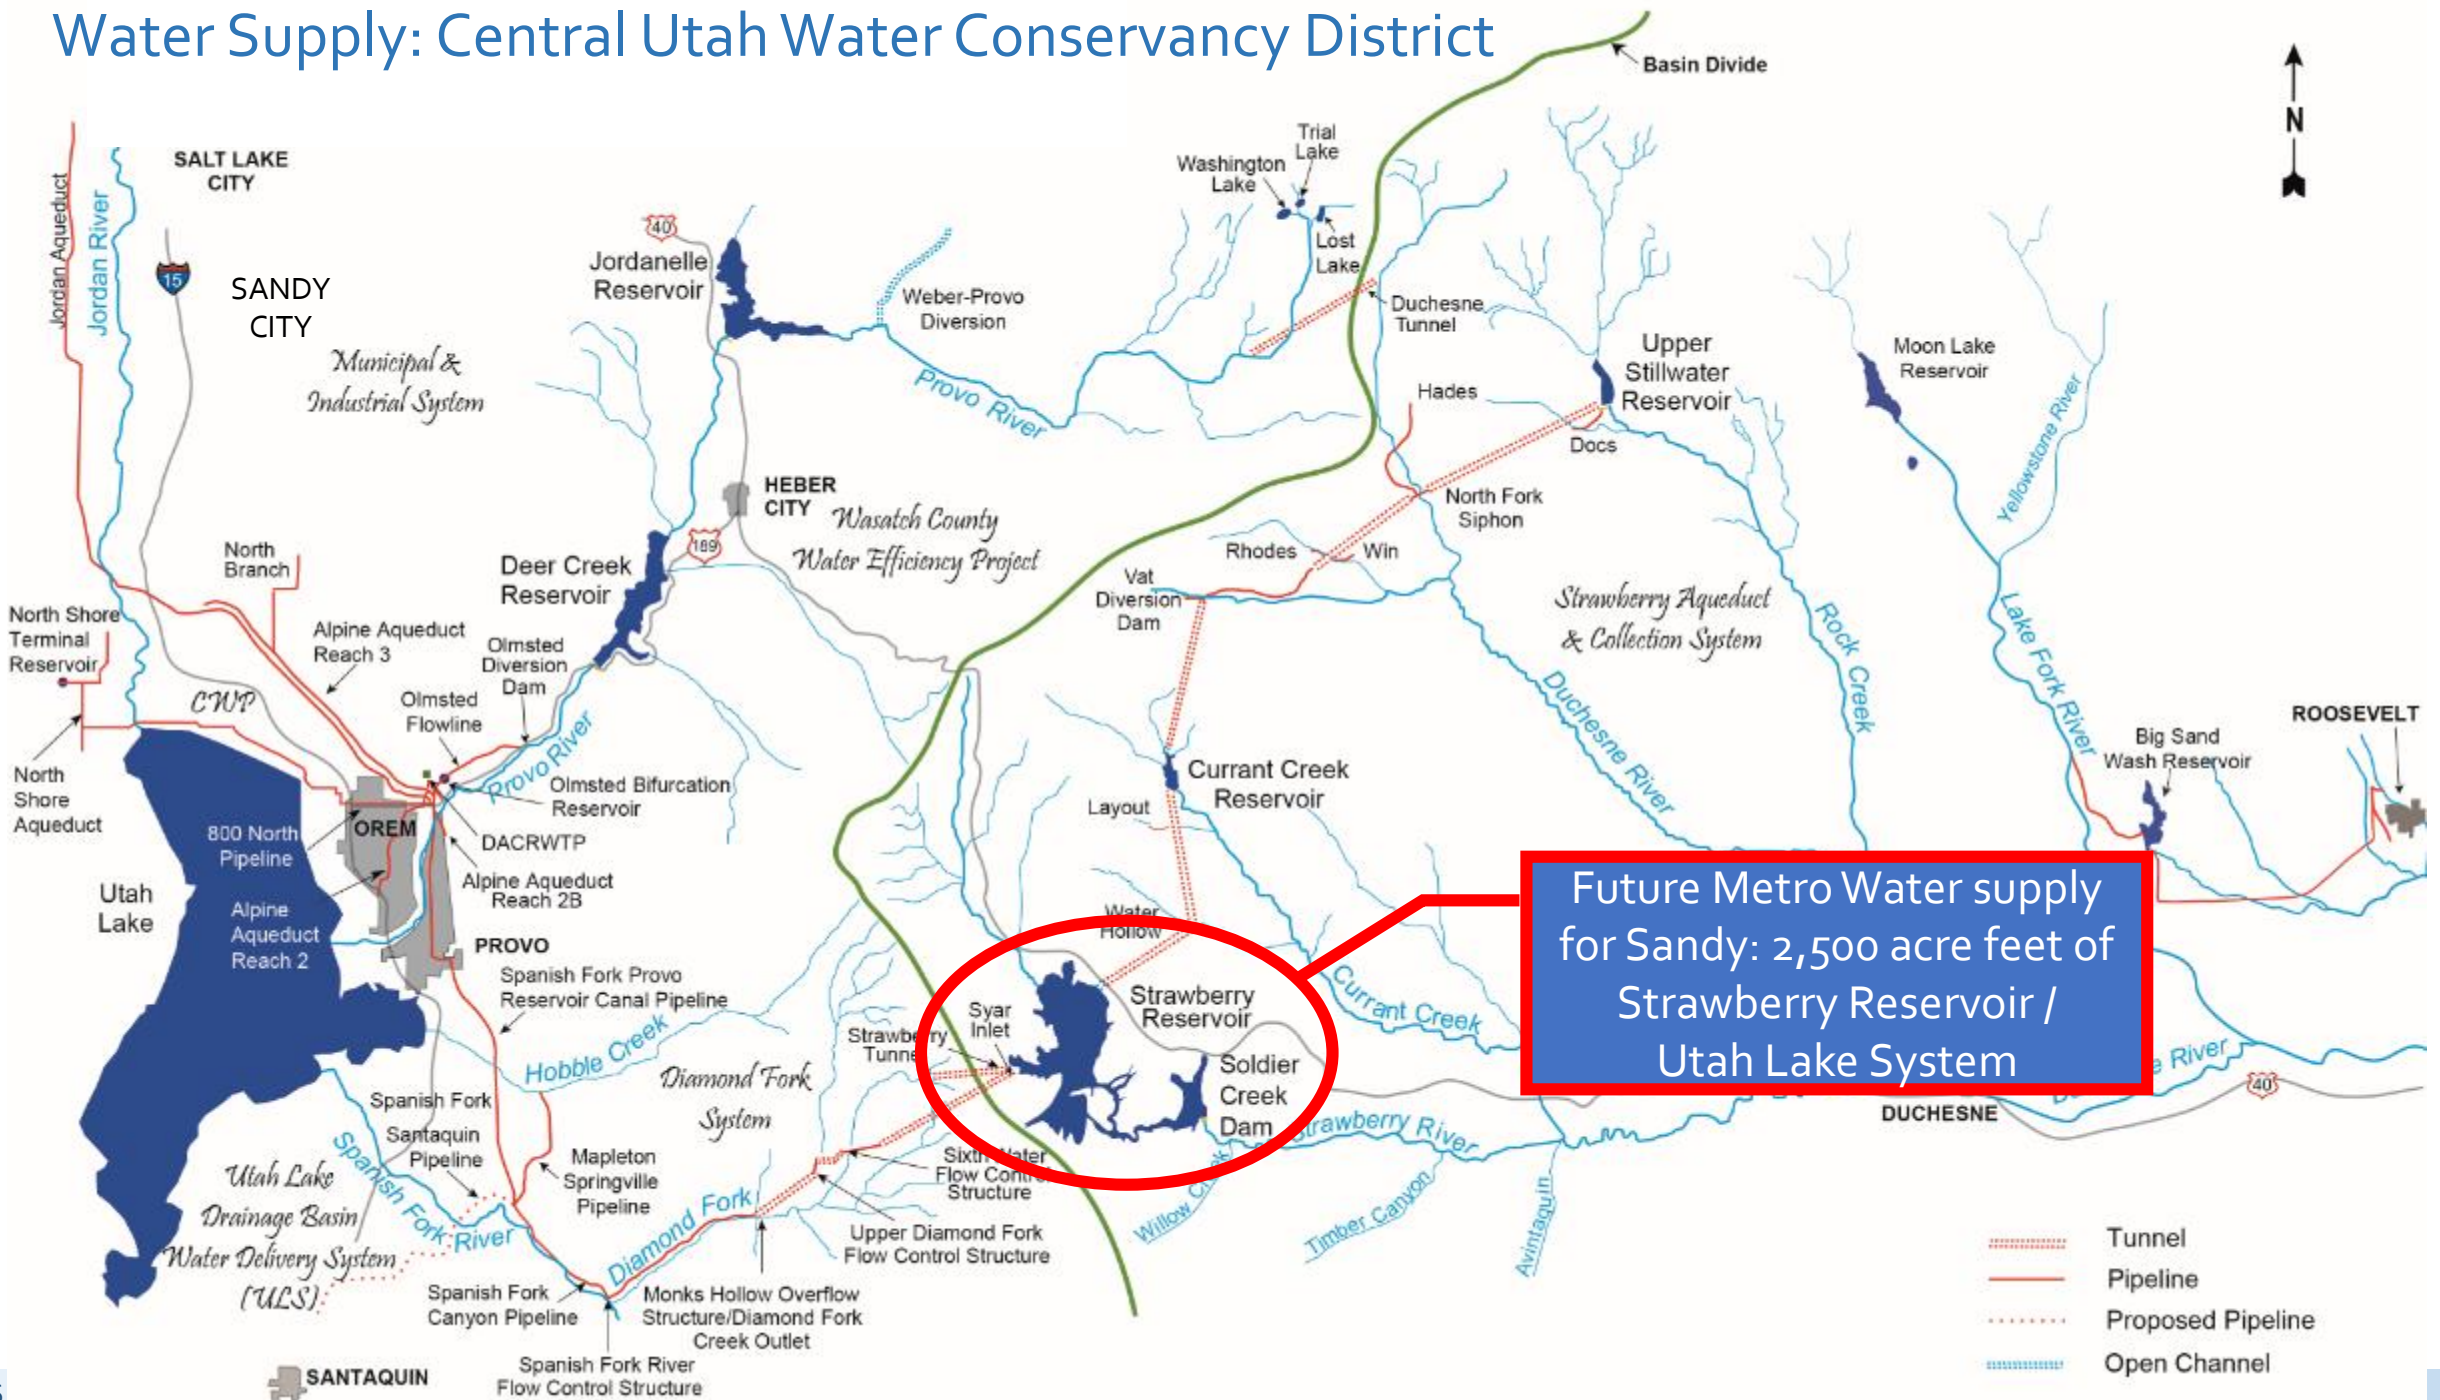 Water Supply: Central Utah Water Conservancy District
Basin Divide
N
SALT LAKE
CITY
Jordan Aqueduct
Jordan River
15
SANDY
CITY
Municipal &
Industrial System
40
Jordanelle
Reservoir
Weber-Provo
Diversion
Provo River
Washington
Lake
Trial
Lake
Lost
Lake
Duchesne
Tunnel
Hades
Upper
Stillwater
Reservoir
Docs
Moon Lake
Reservoir
Yellowstone River
HEBER
CITY
Wasatch County
Water Efficiency Project
189
North Fork
Siphon
Rhodes
Win
Vat
Diversion
Dam
Strawberry Aqueduct
& Collection System
Rock Creek
Lake Fork River
Duchesne River
North
Branch
Deer Creek
Reservoir
North Shore
Terminal
Reservoir
Alpine Aqueduct
Reach 3
Olmsted
Diversion
Dam
CWP
Olmsted
Flowline
Provo River
North
Shore
Aqueduct
Olmsted Bifurcation
Reservoir
OREM
800 North
Pipeline
DACRWTP
Alpine Aqueduct
Reach 2B
Utah
Lake
Alpine
Aqueduct
Reach 2
PROVO
Spanish Fork Provo
Reservoir Canal Pipeline
Currant Creek
Reservoir
Layout
Water
Hollow
Big Sand
Wash Reservoir
ROOSEVELT
Future Metro Water supply
for Sandy: 2,500 acre feet of
Strawberry Reservoir /
Utah Lake System
Currant Creek
Strawberry
Reservoir
Syar
Inlet
Strawberry
Tunnel
Soldier
Creek
Dam
Hobble Creek
Diamond Fork
System
Spanish Fork
Santaquin
Pipeline
Mapleton
Springville
Pipeline
Spanish Fork River
Utah Lake
Drainage Basin
Water Delivery System
(ULS)
Diamond Fork
Sixth Water
Flow Control
Structure
Upper Diamond Fork
Flow Control Structure
Monks Hollow Overflow
Structure/Diamond Fork
Creek Outlet
Spanish Fork
Canyon Pipeline
Spanish Fork River
Flow Control Structure
SANTAQUIN
Strawberry River
Willow Creek
Timber Canyon
Avintaquin
DUCHESNE
e River
40
Tunnel
Pipeline
Proposed Pipeline
Open Channel